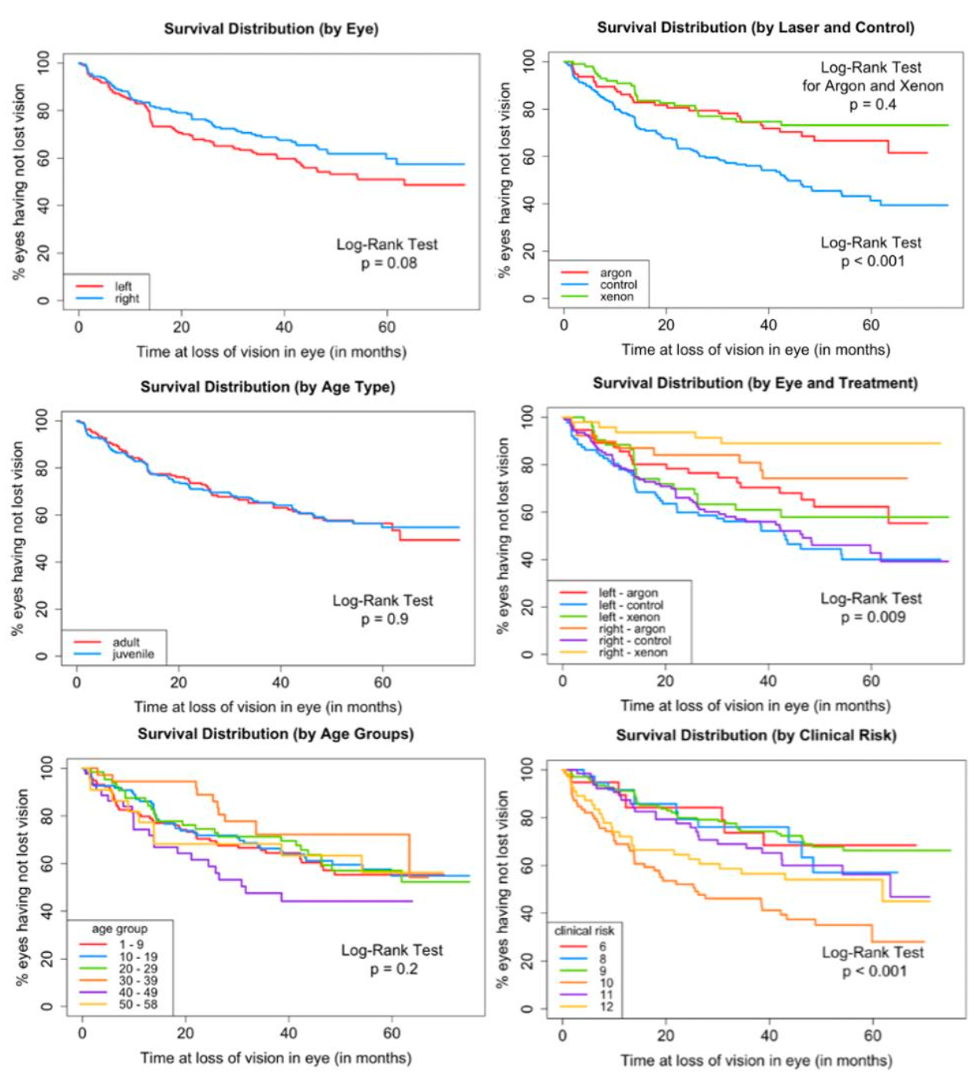 Survival Distribution (by Eye)
% eyes having not lost vision
100
80
60
40
20
0
Log-Rank Test
p = 0.08
left
right
0 20 40 60
Time at loss of vision in eye (in months)
Survival Distribution (by Laser and Control)
% eyes having not lost vision
100
80
60
40
20
0
Log-Rank Test
for Argon and Xenon
p = 0.4
Log-Rank Test
p < 0.001
argon
control
xenon
0 20 40 60
Time at loss of vision in eye (in months)
Survival Distribution (by Age Type)
% eyes having not lost vision
100
80
60
40
20
0
Log-Rank Test
p = 0.9
adult
juvenile
0 20 40 60
Time at loss of vision in eye (in months)
Survival Distribution (by Eye and Treatment)
% eyes having not lost vision
100
80
60
40
20
0
Log-Rank Test
p = 0.009
left - argon
left - control
left - xenon
right - argon
right - control
right - xenon
0 20 40 60
Time at loss of vision in eye (in months)
Survival Distribution (by Age Groups)
% eyes having not lost vision
100
80
60
40
20
0
Log-Rank Test
p = 0.2
age group
1 - 9
10 - 19
20 - 29
30 - 39
40 - 49
50 - 58
0 20 40 60
Time at loss of vision in eye (in months)
Survival Distribution (by Clinical Risk)
% eyes having not lost vision
100
80
60
40
20
0
Log-Rank Test
p < 0.001
clinical risk
6
8
9
10
11
12
0 20 40 60
Time at loss of vision in eye (in months)